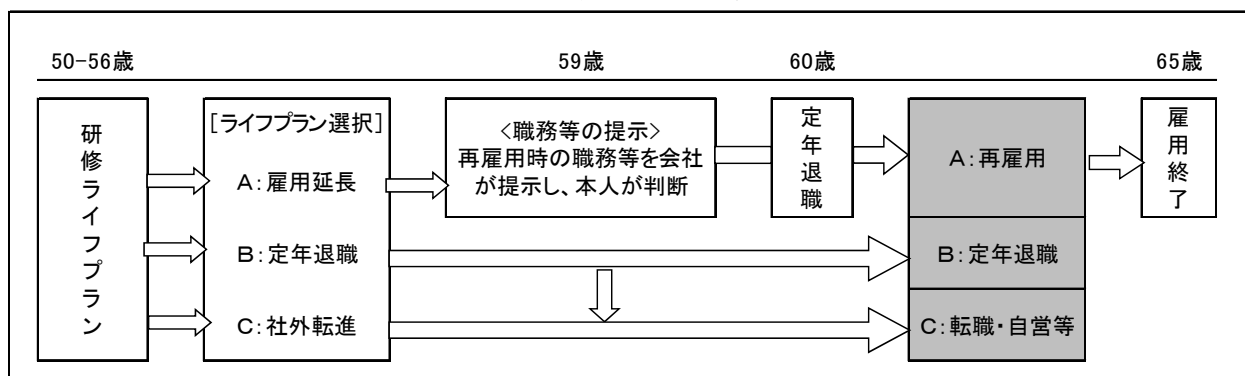 50-56歳
59歳
60歳
65歳
研修ライフプラン
[ライフプラン選択]
A:雇用延長
B:定年退職
C:社外転進
<職務等の提示>
再雇用時の職務等を会社
が提示し、本人が判断
定年退職
A:再雇用
B:定年退職
C:転職・自営等
雇用終了